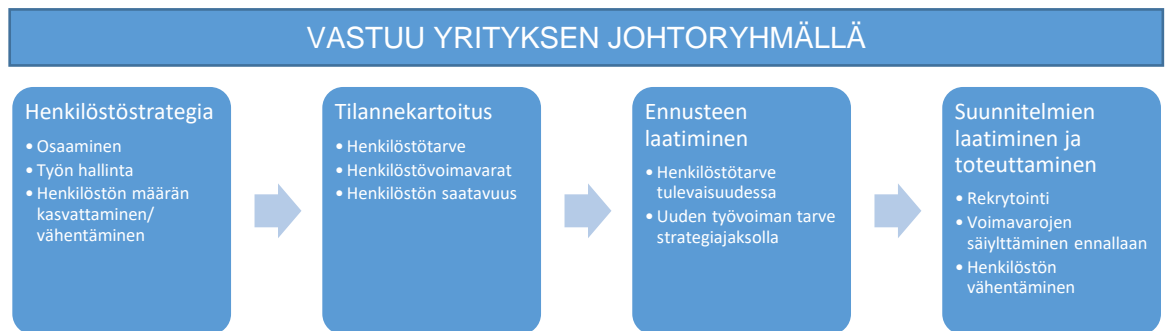 VASTUU YRITYKSEN JOHTORYHMÄLLÄ
Henkilöstöstrategia
• Osaaminen
• Työn hallinta
• Henkilöstön määrän
kasvattaminen/
vähentäminen
Tilannekartoitus
• Henkilöstötarve
• Henkilöstövoimavarat
• Henkilöstön saatavuus
Ennusteen
laatiminen
• Henkilöstötarve
tulevaisuudessa
• Uuden työvoiman tarve
strategiajaksolla
Suunnitelmien
laatiminen ja
toteuttaminen
• Rekrytointi
• Voimavarojen
säiylttäminen ennallaan
• Henkilöstön
vähentäminen